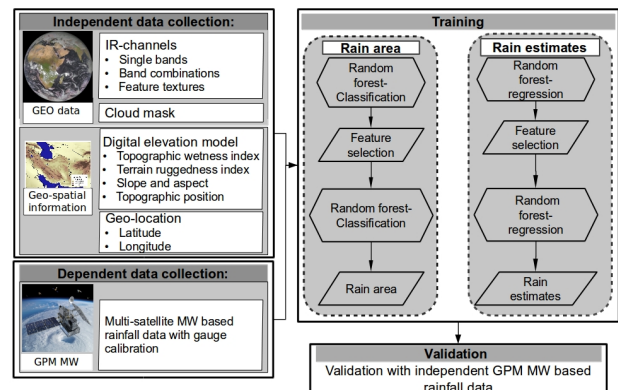 Independent data collection:
IR-channels
• Single bands
• Band combinations
• Feature textures
GEO data
Cloud mask
Digital elevation model
• Topographic wetness index
• Terrain ruggedness index
• Slope and aspect
• Topographic position
Geo-spatial
information
Geo-location
• Latitude
• Longitude
Dependent data collection:
Multi-satellite MW based
rainfall data with gauge
calibration
GPM MW
Training
Rain area
Random
forest-
Classification
Feature
selection
Random forest-
Classification
Rain area
Rain estimates
Random
forest-
regression
Feature
selection
Random
forest-
regression
Rain
estimates
Validation
Validation with independent GPM MW based
rainfall data